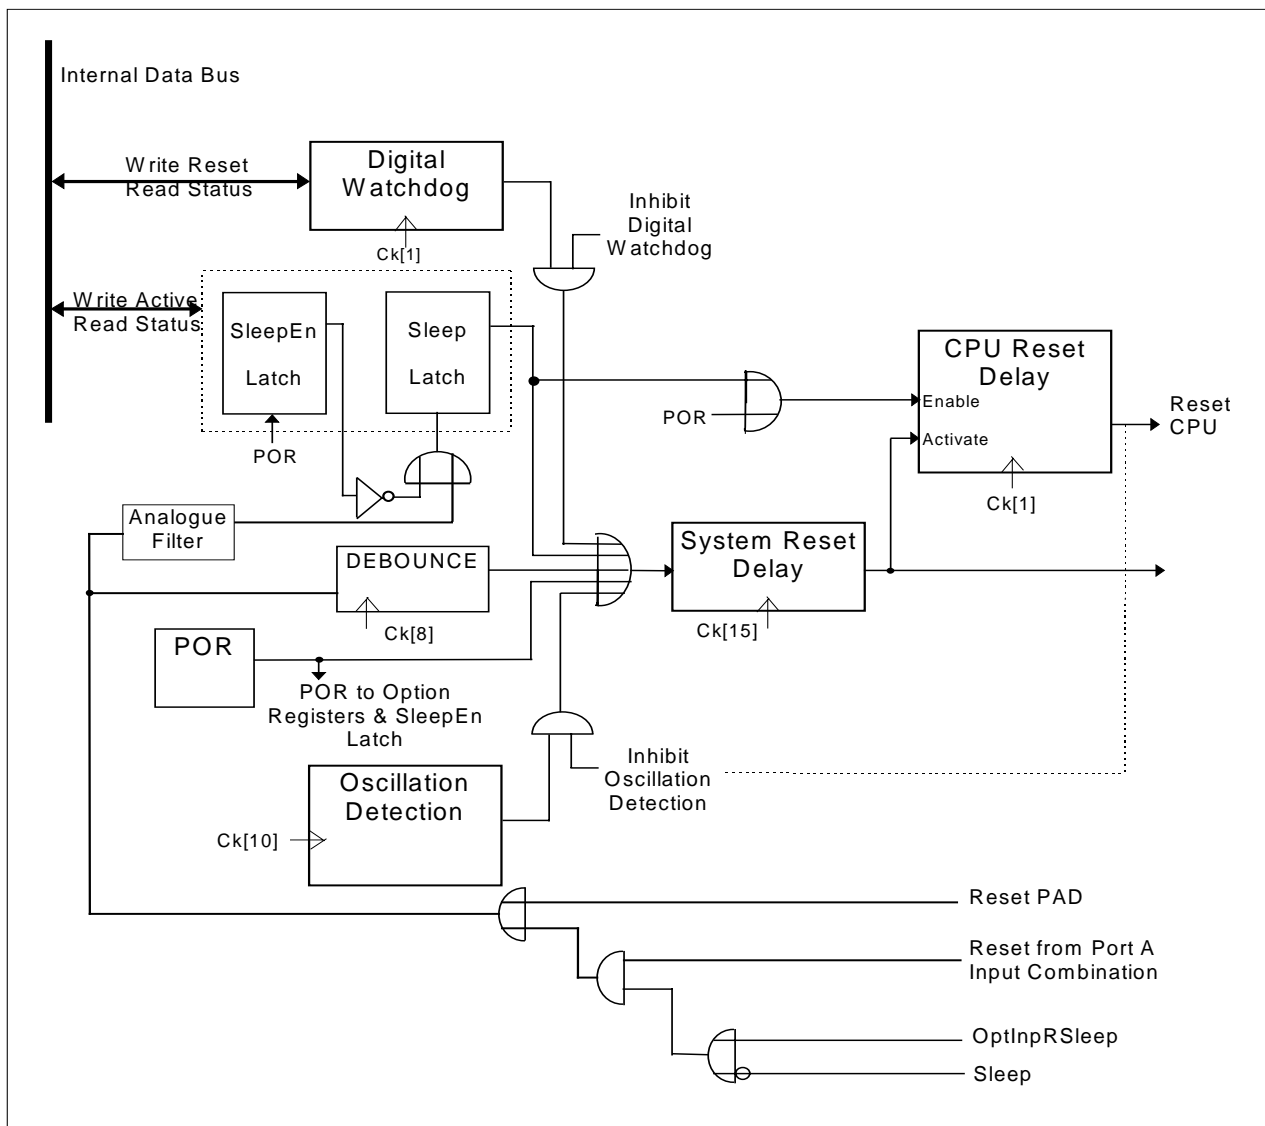 Internal Data Bus
Write Reset
Read Status
Digital
Watchdog
Ck[1]
Inhibit
Digital
Watchdog
Write Active
Read Status
SleepEn
Latch
Sleep
Latch
POR
CPU Reset
Delay
Enable
Activate
Ck[1]
Reset
CPU
POR
Analogue
Filter
DEBOUNCE
Ck[8]
System Reset
Delay
Ck[15]
POR
POR to Option
Registers & SleepEn
Latch
Inhibit
Oscillation
Detection
Oscillation
Detection
Ck[10]
Reset PAD
Reset from Port A
Input Combination
OptInpRSleep
Sleep